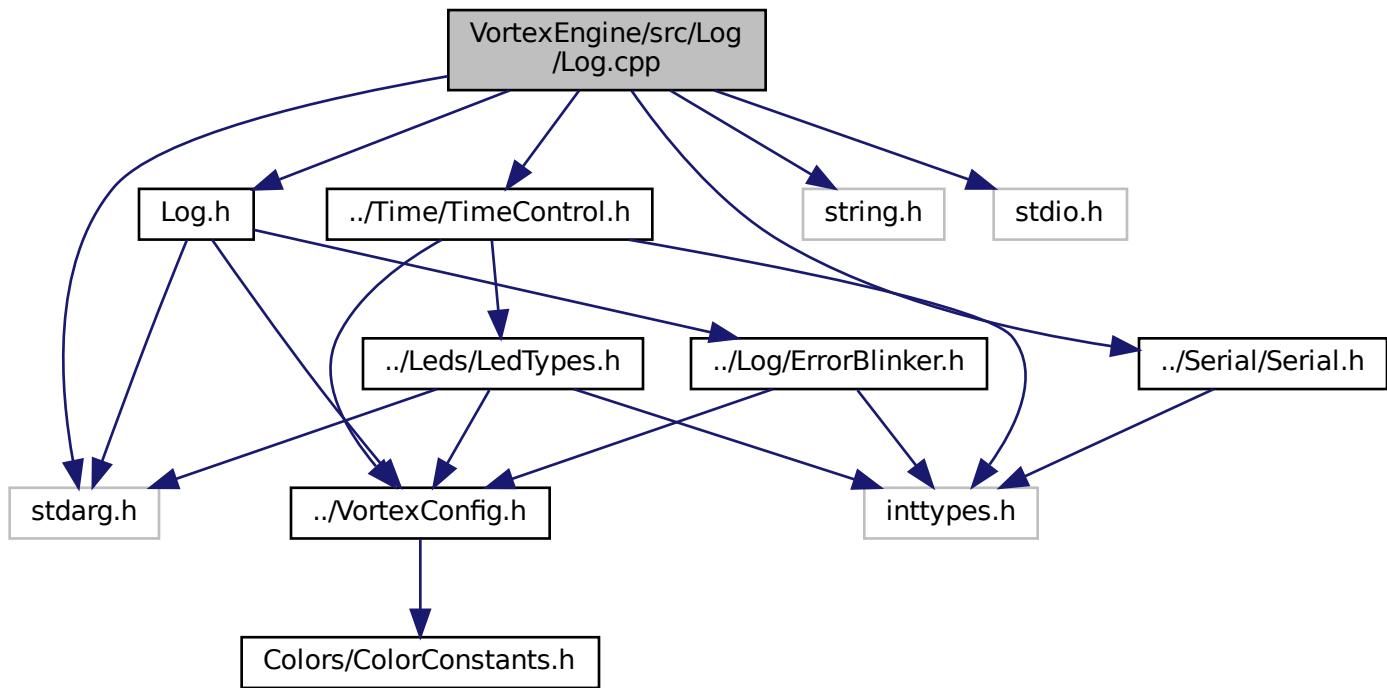 VortexEngine/src/Log
/Log.cpp
Log.h
../Time/TimeControl.h
string.h
stdio.h
../Leds/LedTypes.h
../Log/ErrorBlinker.h
../Serial/Serial.h
stdarg.h
../VortexConfig.h
inttypes.h
Colors/ColorConstants.h